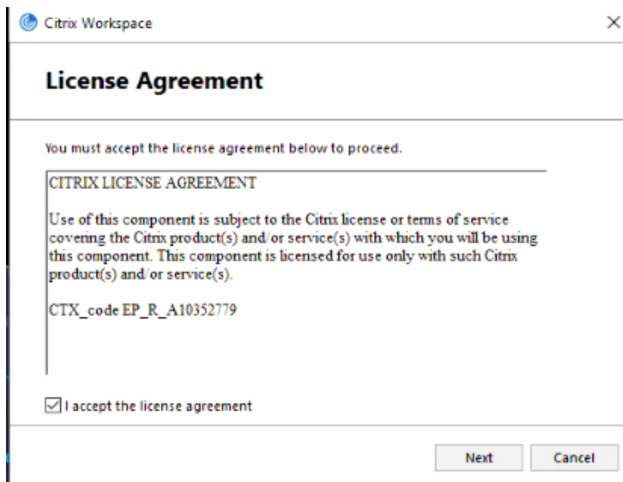 Citrix Workspace
License Agreement
You must accept the license agreement below to proceed.
CITRIX LICENSE AGREEMENT
Use of this component is subject to the Citrix license or terms of service
covering the Citrix product(s) and/or service(s) with which you will be using
this component. This component is licensed for use only with such Citrix
product(s) and/or service(s).
CTX_code EP_R_A10352779
I accept the license agreement
Next
Cancel